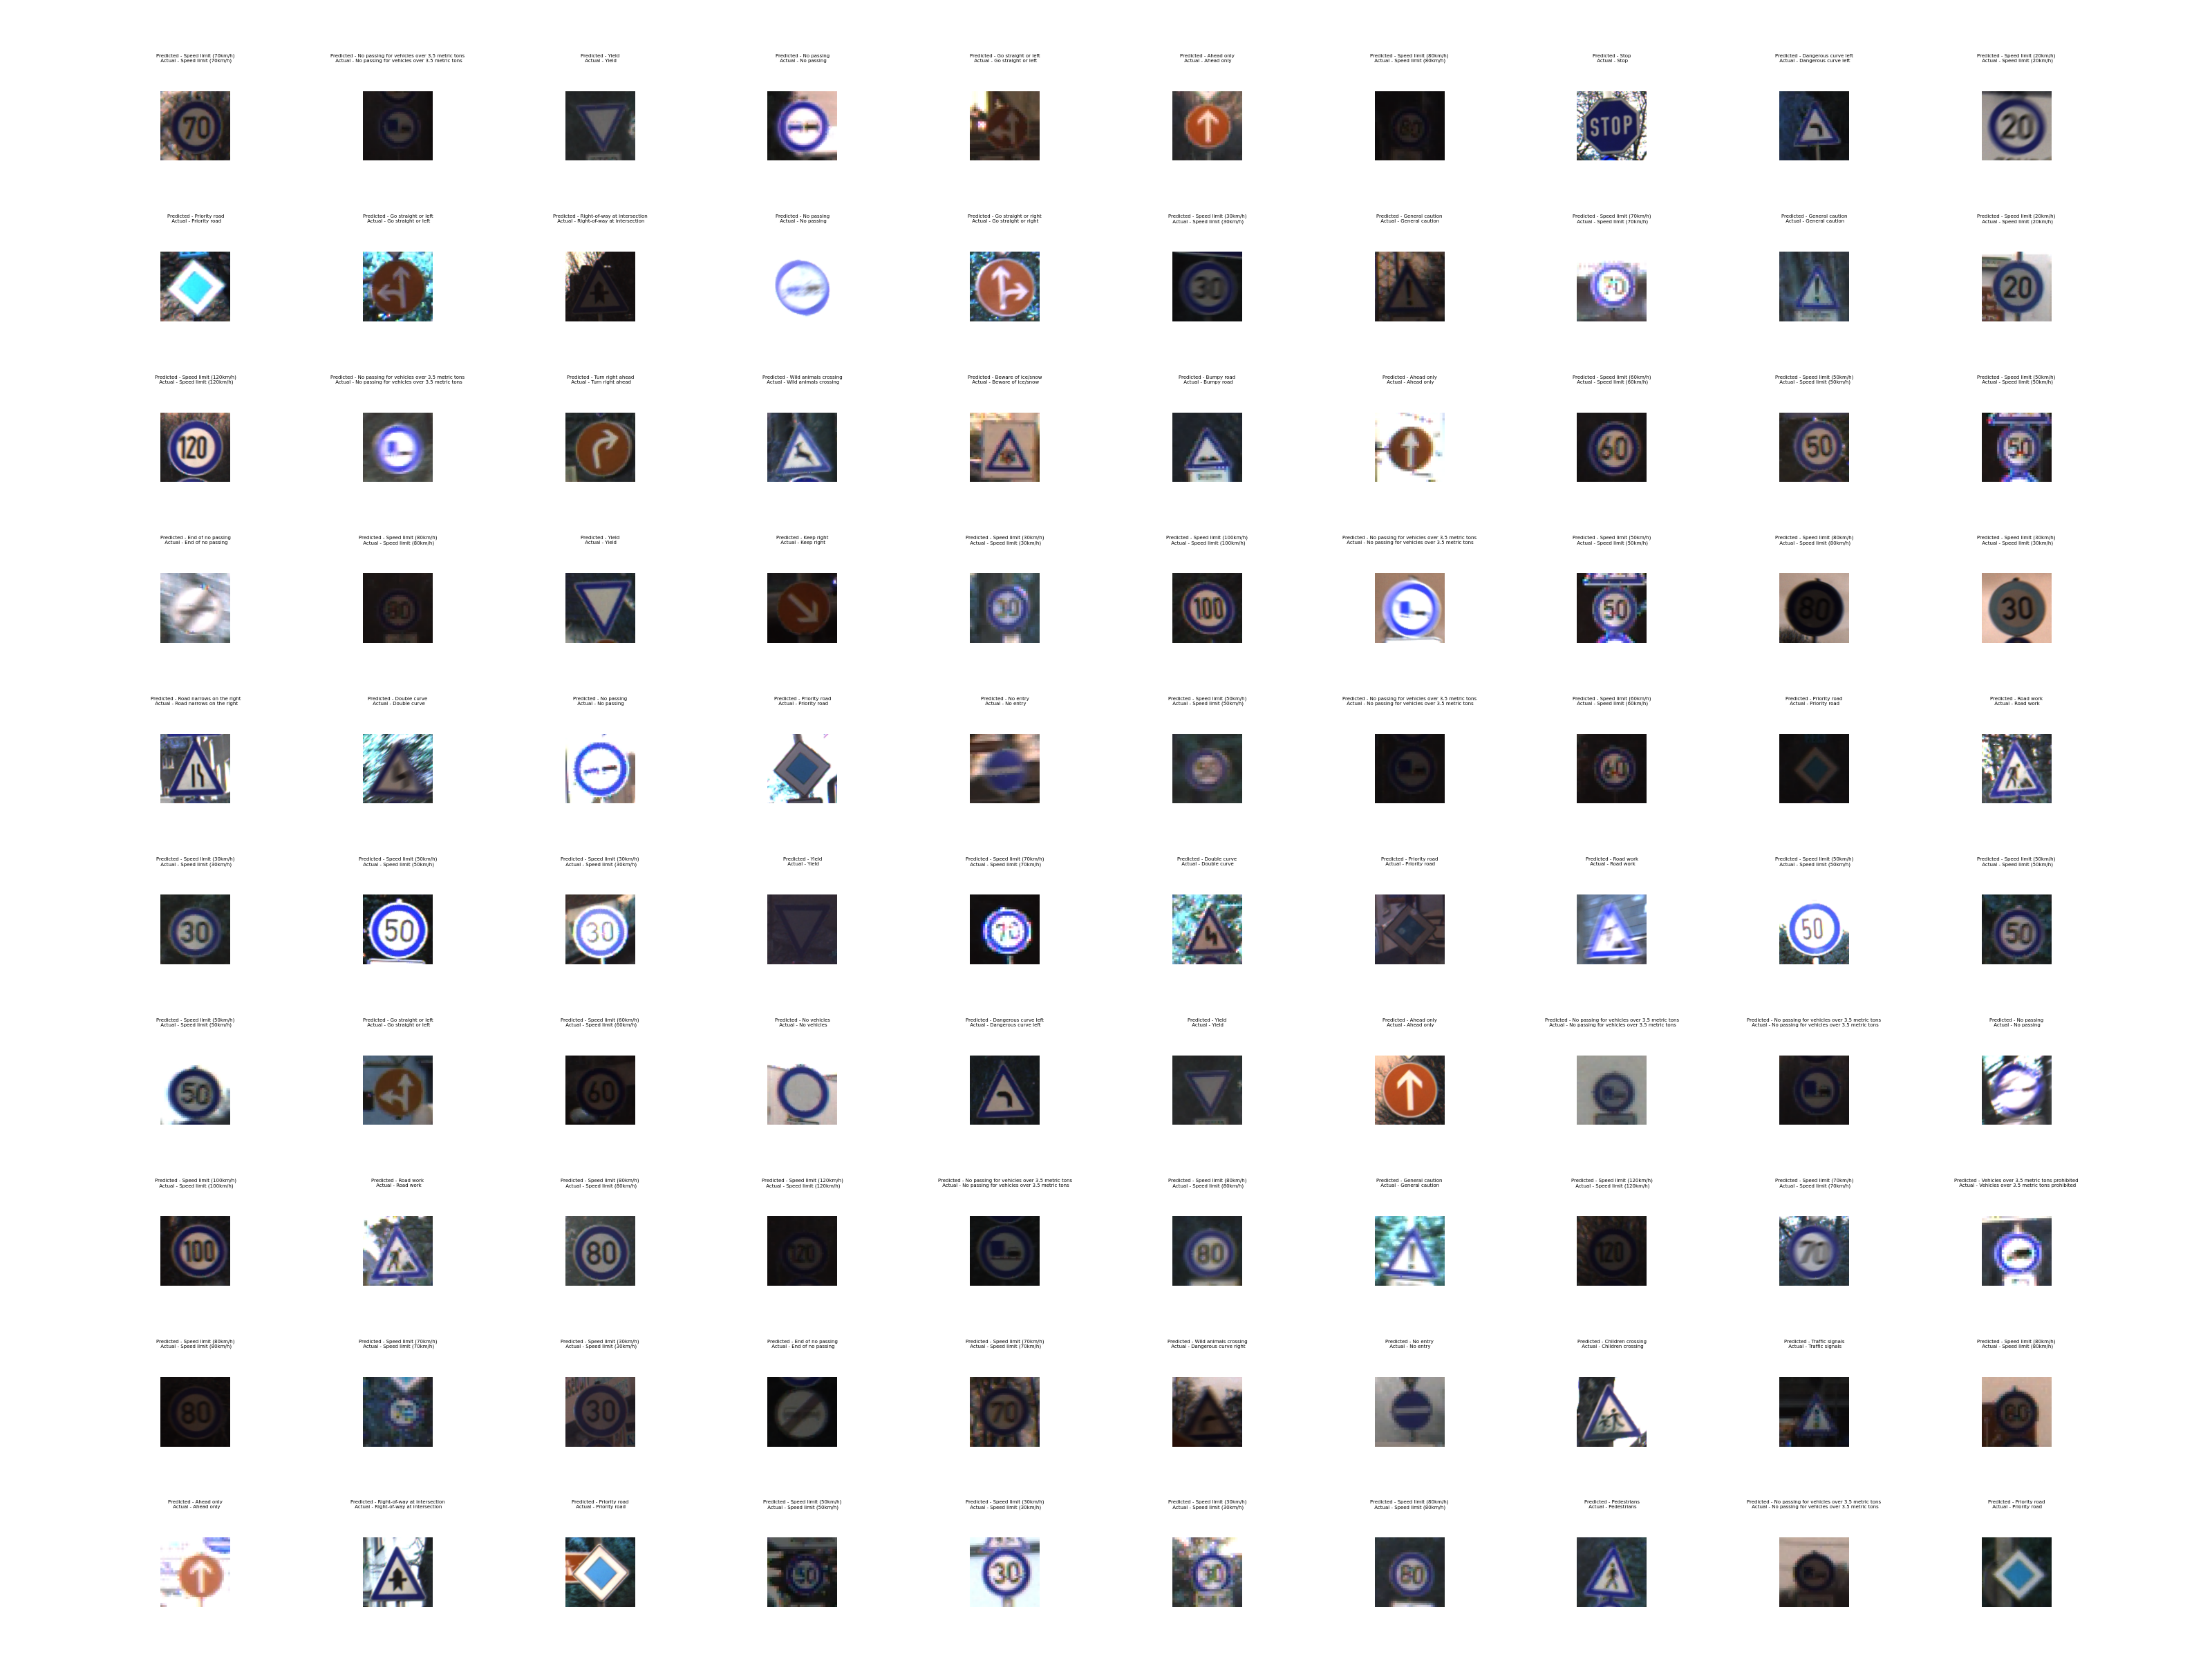 Predicted - Speed limit (70km/h)
Actual - Speed limit (70km/h)
70
Predicted - No passing for vehicles over 3.5 metric tons
Actual - No passing for vehicles over 3.5 metric tons
Predicted - Yield
Actual - Yield
Predicted - No passing
Actual - No passing
Predicted - Go straight or left
Actual - Go straight or left
Predicted - Ahead only
Actual - Ahead only
Predicted - Speed limit (80km/h)
Actual - Speed limit (80km/h)
80
Predicted - Stop
Actual - Stop
STOP
Predicted - Dangerous curve left
Actual - Dangerous curve left
Predicted - Speed limit (20km/h)
Actual - Speed limit (20km/h)
20
Predicted - Priority road
Actual - Priority road
Predicted - Go straight or left
Actual - Go straight or left
Predicted - Right-of-way at intersection
Actual - Right-of-way at intersection
Predicted - No passing
Actual - No passing
Predicted - Go straight or right
Actual - Go straight or right
Predicted - Speed limit (30km/h)
Actual - Speed limit (30km/h)
30
Predicted - General caution
Actual - General caution
Predicted - Speed limit (70km/h)
Actual - Speed limit (70km/h)
70
Predicted - General caution
Actual - General caution
Predicted - Speed limit (20km/h)
Actual - Speed limit (20km/h)
20
Predicted - Speed limit (120km/h)
Actual - Speed limit (120km/h)
120
Predicted - No passing for vehicles over 3.5 metric tons
Actual - No passing for vehicles over 3.5 metric tons
Predicted - Turn right ahead
Actual - Turn right ahead
Predicted - Wild animals crossing
Actual - Wild animals crossing
Predicted - Beware of ice/snow
Actual - Beware of ice/snow
Predicted - Bumpy road
Actual - Bumpy road
Predicted - Ahead only
Actual - Ahead only
Predicted - Speed limit (60km/h)
Actual - Speed limit (60km/h)
60
Predicted - Speed limit (50km/h)
Actual - Speed limit (50km/h)
50
Predicted - Speed limit (50km/h)
Actual - Speed limit (50km/h)
50
Predicted - End of no passing
Actual - End of no passing
Predicted - Speed limit (80km/h)
Actual - Speed limit (80km/h)
80
Predicted - Yield
Actual - Yield
Predicted - Keep right
Actual - Keep right
Predicted - Speed limit (30km/h)
Actual - Speed limit (30km/h)
30
Predicted - Speed limit (100km/h)
Actual - Speed limit (100km/h)
100
Predicted - No passing for vehicles over 3.5 metric tons
Actual - No passing for vehicles over 3.5 metric tons
Predicted - Speed limit (50km/h)
Actual - Speed limit (50km/h)
50
Predicted - Speed limit (80km/h)
Actual - Speed limit (80km/h)
80
Predicted - Speed limit (30km/h)
Actual - Speed limit (30km/h)
30
Predicted - Road narrows on the right
Actual - Road narrows on the right
Predicted - Double curve
Actual - Double curve
Predicted - No passing
Actual - No passing
Predicted - Priority road
Actual - Priority road
Predicted - No entry
Actual - No entry
Predicted - Speed limit (50km/h)
Actual - Speed limit (50km/h)
Predicted - No passing for vehicles over 3.5 metric tons
Actual - No passing for vehicles over 3.5 metric tons
Predicted - Speed limit (60km/h)
Actual - Speed limit (60km/h)
60
Predicted - Priority road
Actual - Priority road
Predicted - Road work
Actual - Road work
Predicted - Speed limit (30km/h)
Actual - Speed limit (30km/h)
30
Predicted - Speed limit (50km/h)
Actual - Speed limit (50km/h)
50
Predicted - Speed limit (30km/h)
Actual - Speed limit (30km/h)
30
Predicted - Yield
Actual - Yield
Predicted - Speed limit (70km/h)
Actual - Speed limit (70km/h)
70
Predicted - Double curve
Actual - Double curve
Predicted - Priority road
Actual - Priority road
Predicted - Road work
Actual - Road work
Predicted - Speed limit (50km/h)
Actual - Speed limit (50km/h)
50
Predicted - Speed limit (50km/h)
Actual - Speed limit (50km/h)
50
Predicted - Speed limit (50km/h)
Actual - Speed limit (50km/h)
50
Predicted - Go straight or left
Actual - Go straight or left
Predicted - Speed limit (60km/h)
Actual - Speed limit (60km/h)
60
Predicted - No vehicles
Actual - No vehicles
Predicted - Dangerous curve left
Actual - Dangerous curve left
Predicted - Yield
Actual - Yield
Predicted - Ahead only
Actual - Ahead only
Predicted - No passing for vehicles over 3.5 metric tons
Actual - No passing for vehicles over 3.5 metric tons
Predicted - No passing for vehicles over 3.5 metric tons
Actual - No passing for vehicles over 3.5 metric tons
Predicted - No passing
Actual - No passing
Predicted - Speed limit (100km/h)
Actual - Speed limit (100km/h)
100
Predicted - Road work
Actual - Road work
Predicted - Speed limit (80km/h)
Actual - Speed limit (80km/h)
80
Predicted - Speed limit (120km/h)
Actual - Speed limit (120km/h)
120
Predicted - No passing for vehicles over 3.5 metric tons
Actual - No passing for vehicles over 3.5 metric tons
Predicted - Speed limit (80km/h)
Actual - Speed limit (80km/h)
80
Predicted - General caution
Actual - General caution
Predicted - Speed limit (120km/h)
Actual - Speed limit (120km/h)
120
Predicted - Speed limit (70km/h)
Actual - Speed limit (70km/h)
70
Predicted - Vehicles over 3.5 metric tons prohibited
Actual - Vehicles over 3.5 metric tons prohibited
Predicted - Speed limit (80km/h)
Actual - Speed limit (80km/h)
80
Predicted - Speed limit (70km/h)
Actual - Speed limit (70km/h)
Predicted - Speed limit (30km/h)
Actual - Speed limit (30km/h)
30
Predicted - End of no passing
Actual - End of no passing
Predicted - Speed limit (70km/h)
Actual - Speed limit (70km/h)
70
Predicted - Wild animals crossing
Actual - Dangerous curve right
Predicted - No entry
Actual - No entry
Predicted - Children crossing
Actual - Children crossing
Predicted - Traffic signals
Actual - Traffic signals
Predicted - Speed limit (80km/h)
Actual - Speed limit (80km/h)
80
Predicted - Ahead only
Actual - Ahead only
Predicted - Right-of-way at intersection
Actual - Right-of-way at intersection
Predicted - Priority road
Actual - Priority road
Predicted - Speed limit (50km/h)
Actual - Speed limit (50km/h)
50
Predicted - Speed limit (30km/h)
Actual - Speed limit (30km/h)
30
Predicted - Speed limit (30km/h)
Actual - Speed limit (30km/h)
30
Predicted - Speed limit (80km/h)
Actual - Speed limit (80km/h)
80
Predicted - Pedestrians
Actual - Pedestrians
Predicted - No passing for vehicles over 3.5 metric tons
Actual - No passing for vehicles over 3.5 metric tons
Predicted - Priority road
Actual - Priority road